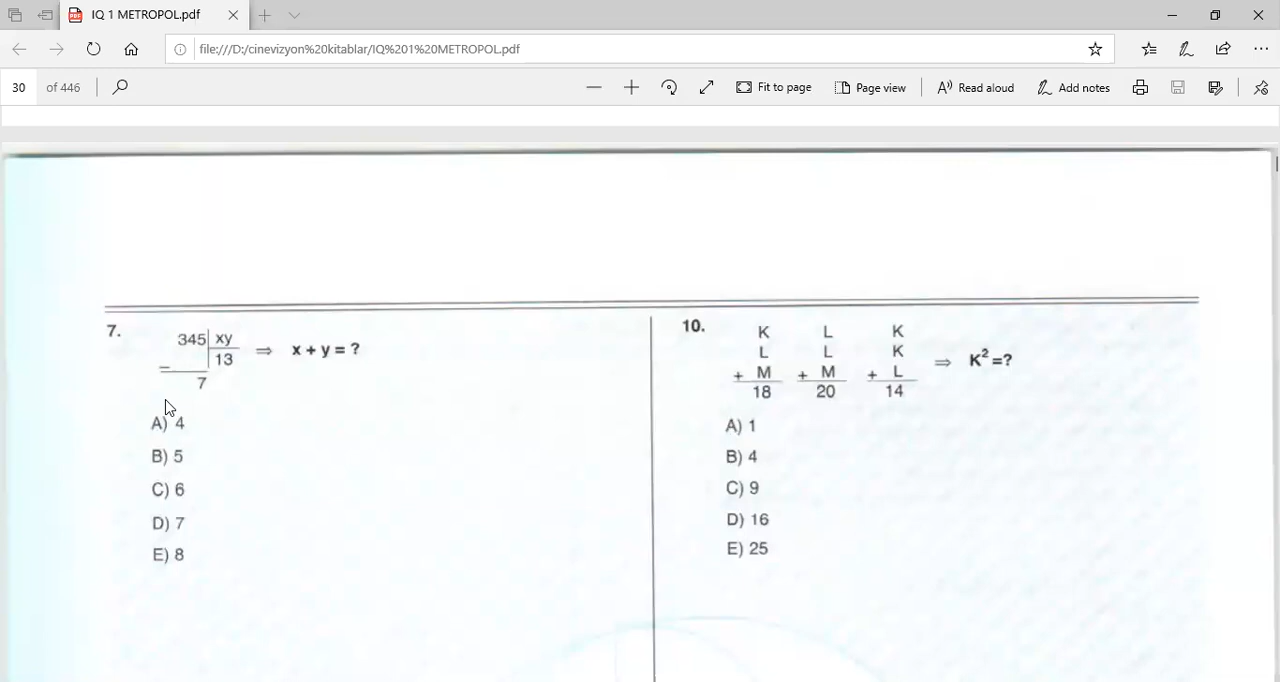 IQ 1 METROPOL.pdf
file:///D:/cinevizyon%20kitablar/IQ%201%20METROPOL.pdf
30 of 446 Fit to page Page view Read aloud Add notes
7.
345 xy
13
− 
7
⇒ x + y = ?
A) 4
B) 5
C) 6
D) 7
E) 8
10.
K L K
L L K
+ M + M + L
18 20 14
⇒ K² =?
A) 1
B) 4
C) 9
D) 16
E) 25